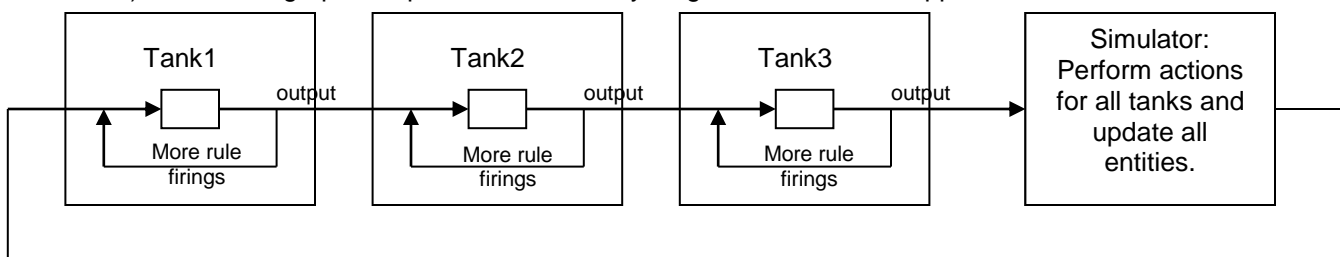 Tank1
output
More rule
firings
Tank2
output
More rule
firings
Tank3
output
More rule
firings
Simulator:
Perform actions
for all tanks and
update all
entities.